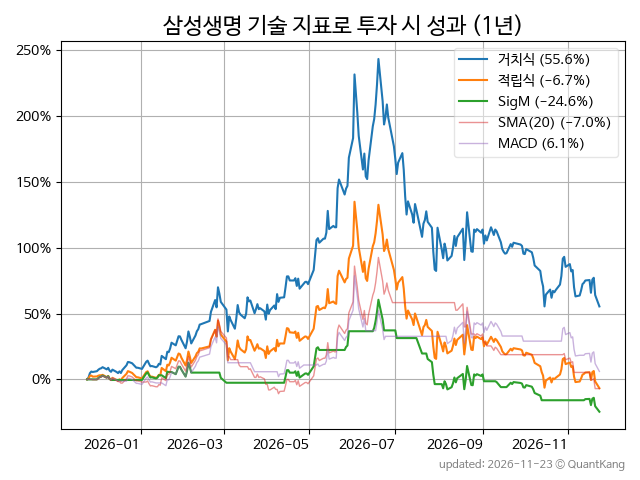 삼성생명 기술 지표로 투자 시 성과 (1년)
250%
200%
150%
100%
50%
0%
거치식 (55.6%)
적립식 (-6.7%)
SigM (-24.6%)
SMA(20) (-7.0%)
MACD (6.1%)
2026-01
2026-03
2026-05
2026-07
2026-09
2026-11
updated: 2026-11-23 © QuantKang